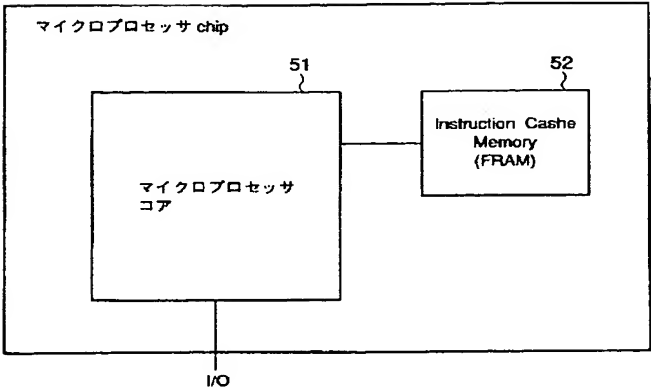 マイクロプロセッサ chip
51
52
Instruction Cashe
Memory
(FRAM)
マイクロプロセッサ
コア
I/O